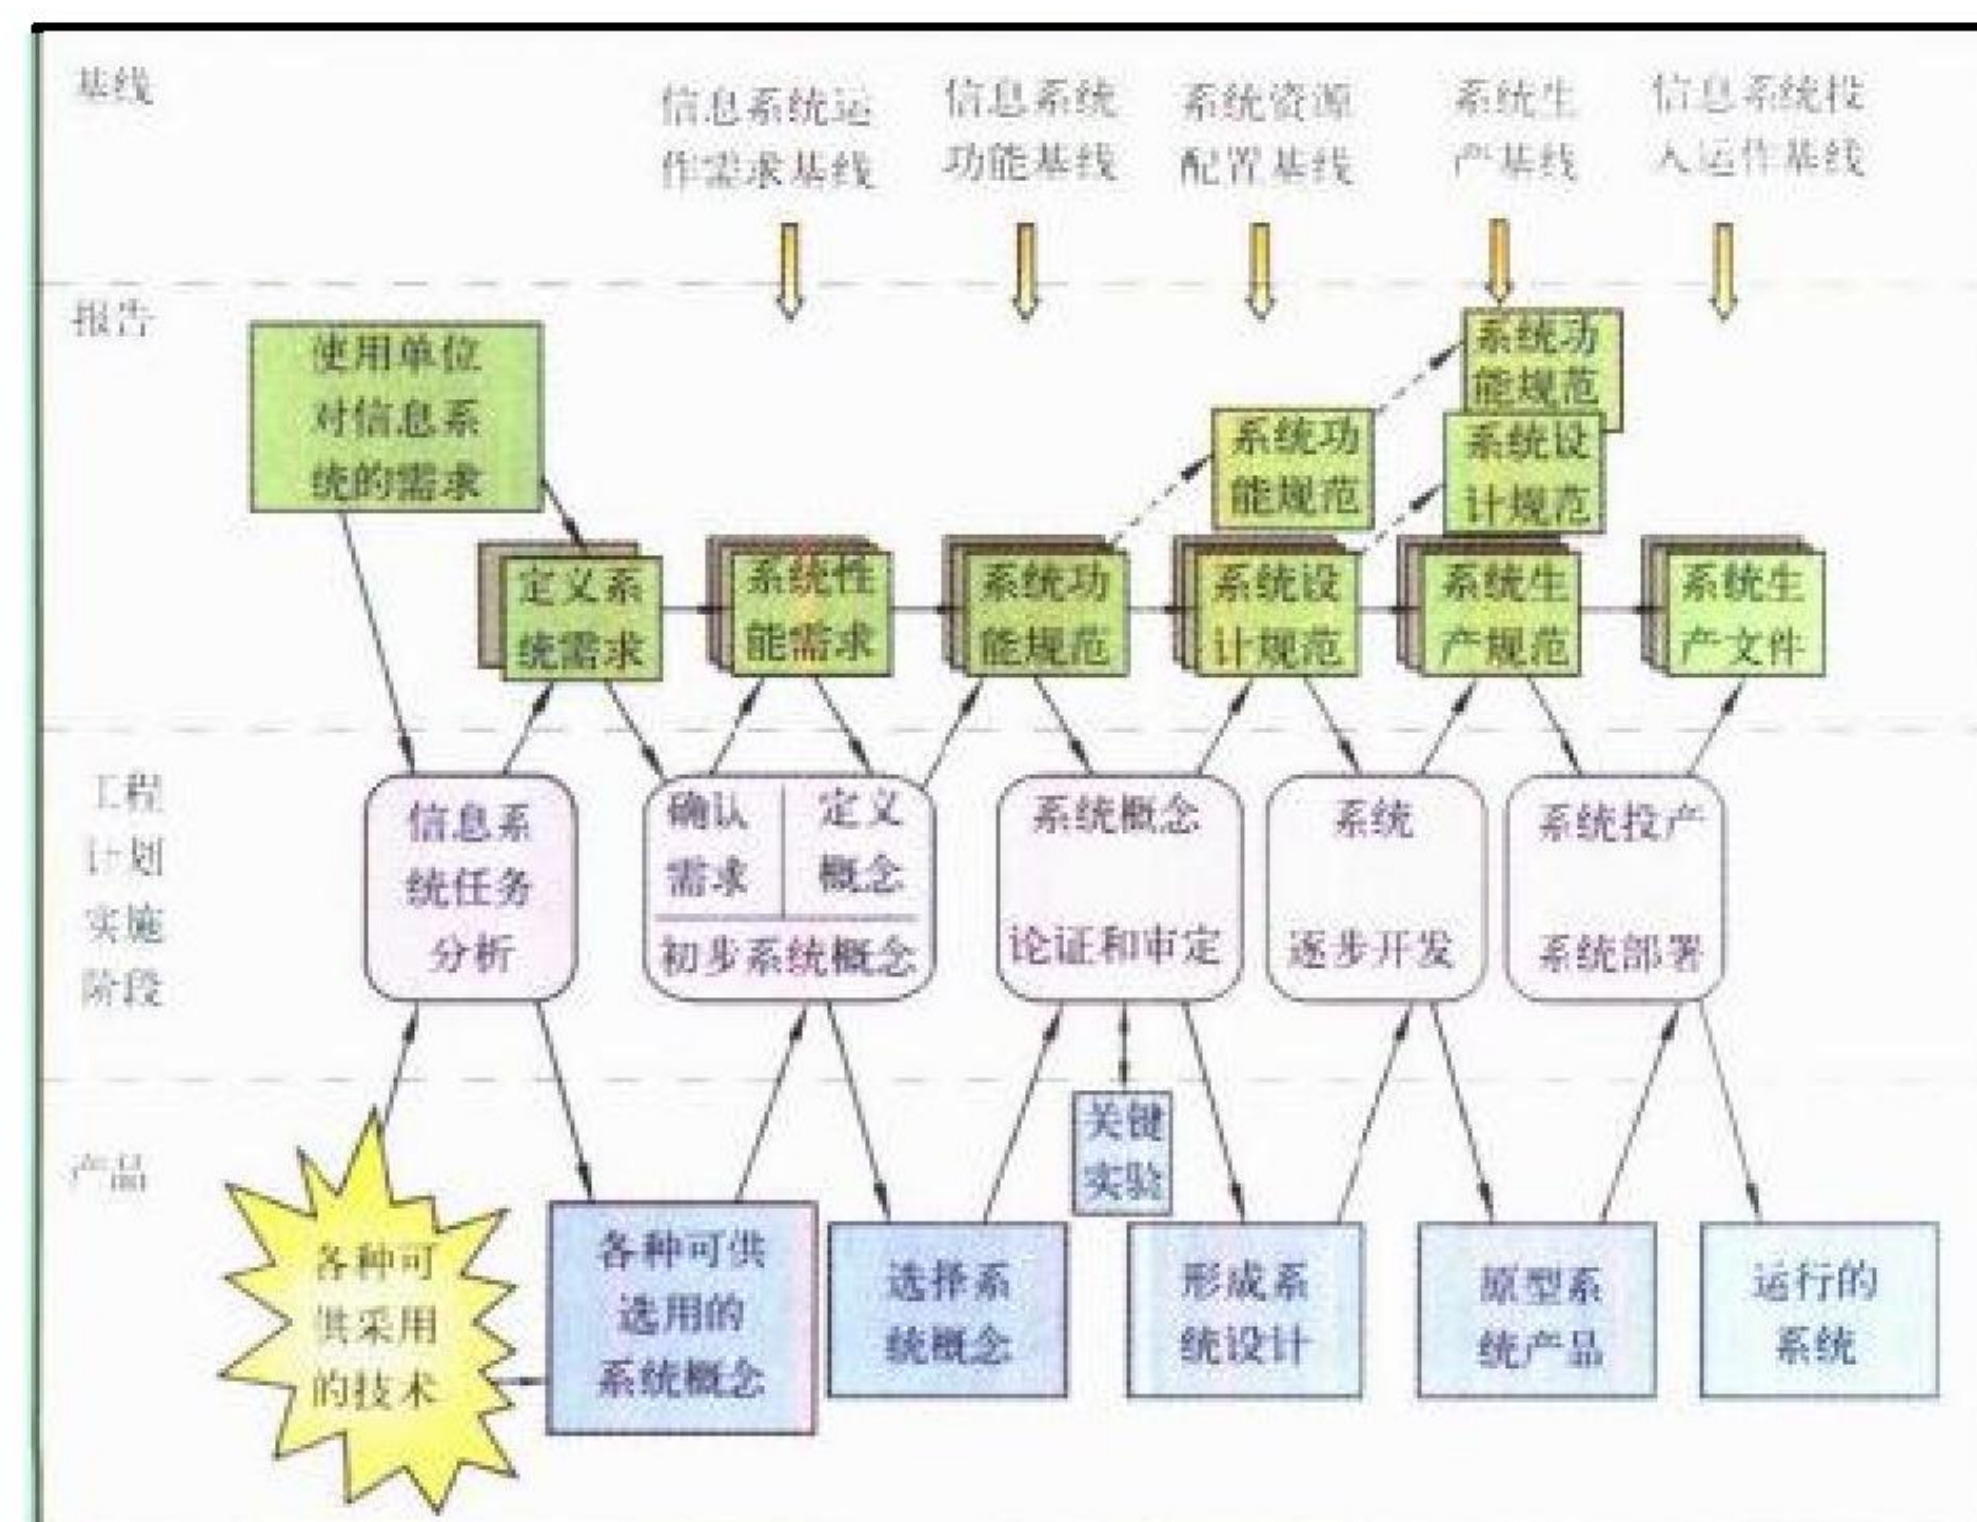 基线
信息系统运
作需求基线
信息系统
功能基线
系统资源
配置基线
系统生
产基线
信息系统投
入运作基线
报告
使用单位
对信息系
统的需求
系统功
能规范
系统设
计规范
系统功
能规范
定义系
统需求
系统性
能需求
系统功
能规范
系统设
计规范
系统生
产规范
系统生
产文件
工程
计划
实施
阶段
信息系
统任务
分析
确认
需求
定义
概念
初步系统概念
系统概念
论证和审定
系统
逐步开发
系统投产
系统部署
产品
关键
实验
各种可
供采用
的技术
各种可供
选用的
系统概念
选择系
统概念
形成系
统设计
原型系
统产品
运行的
系统